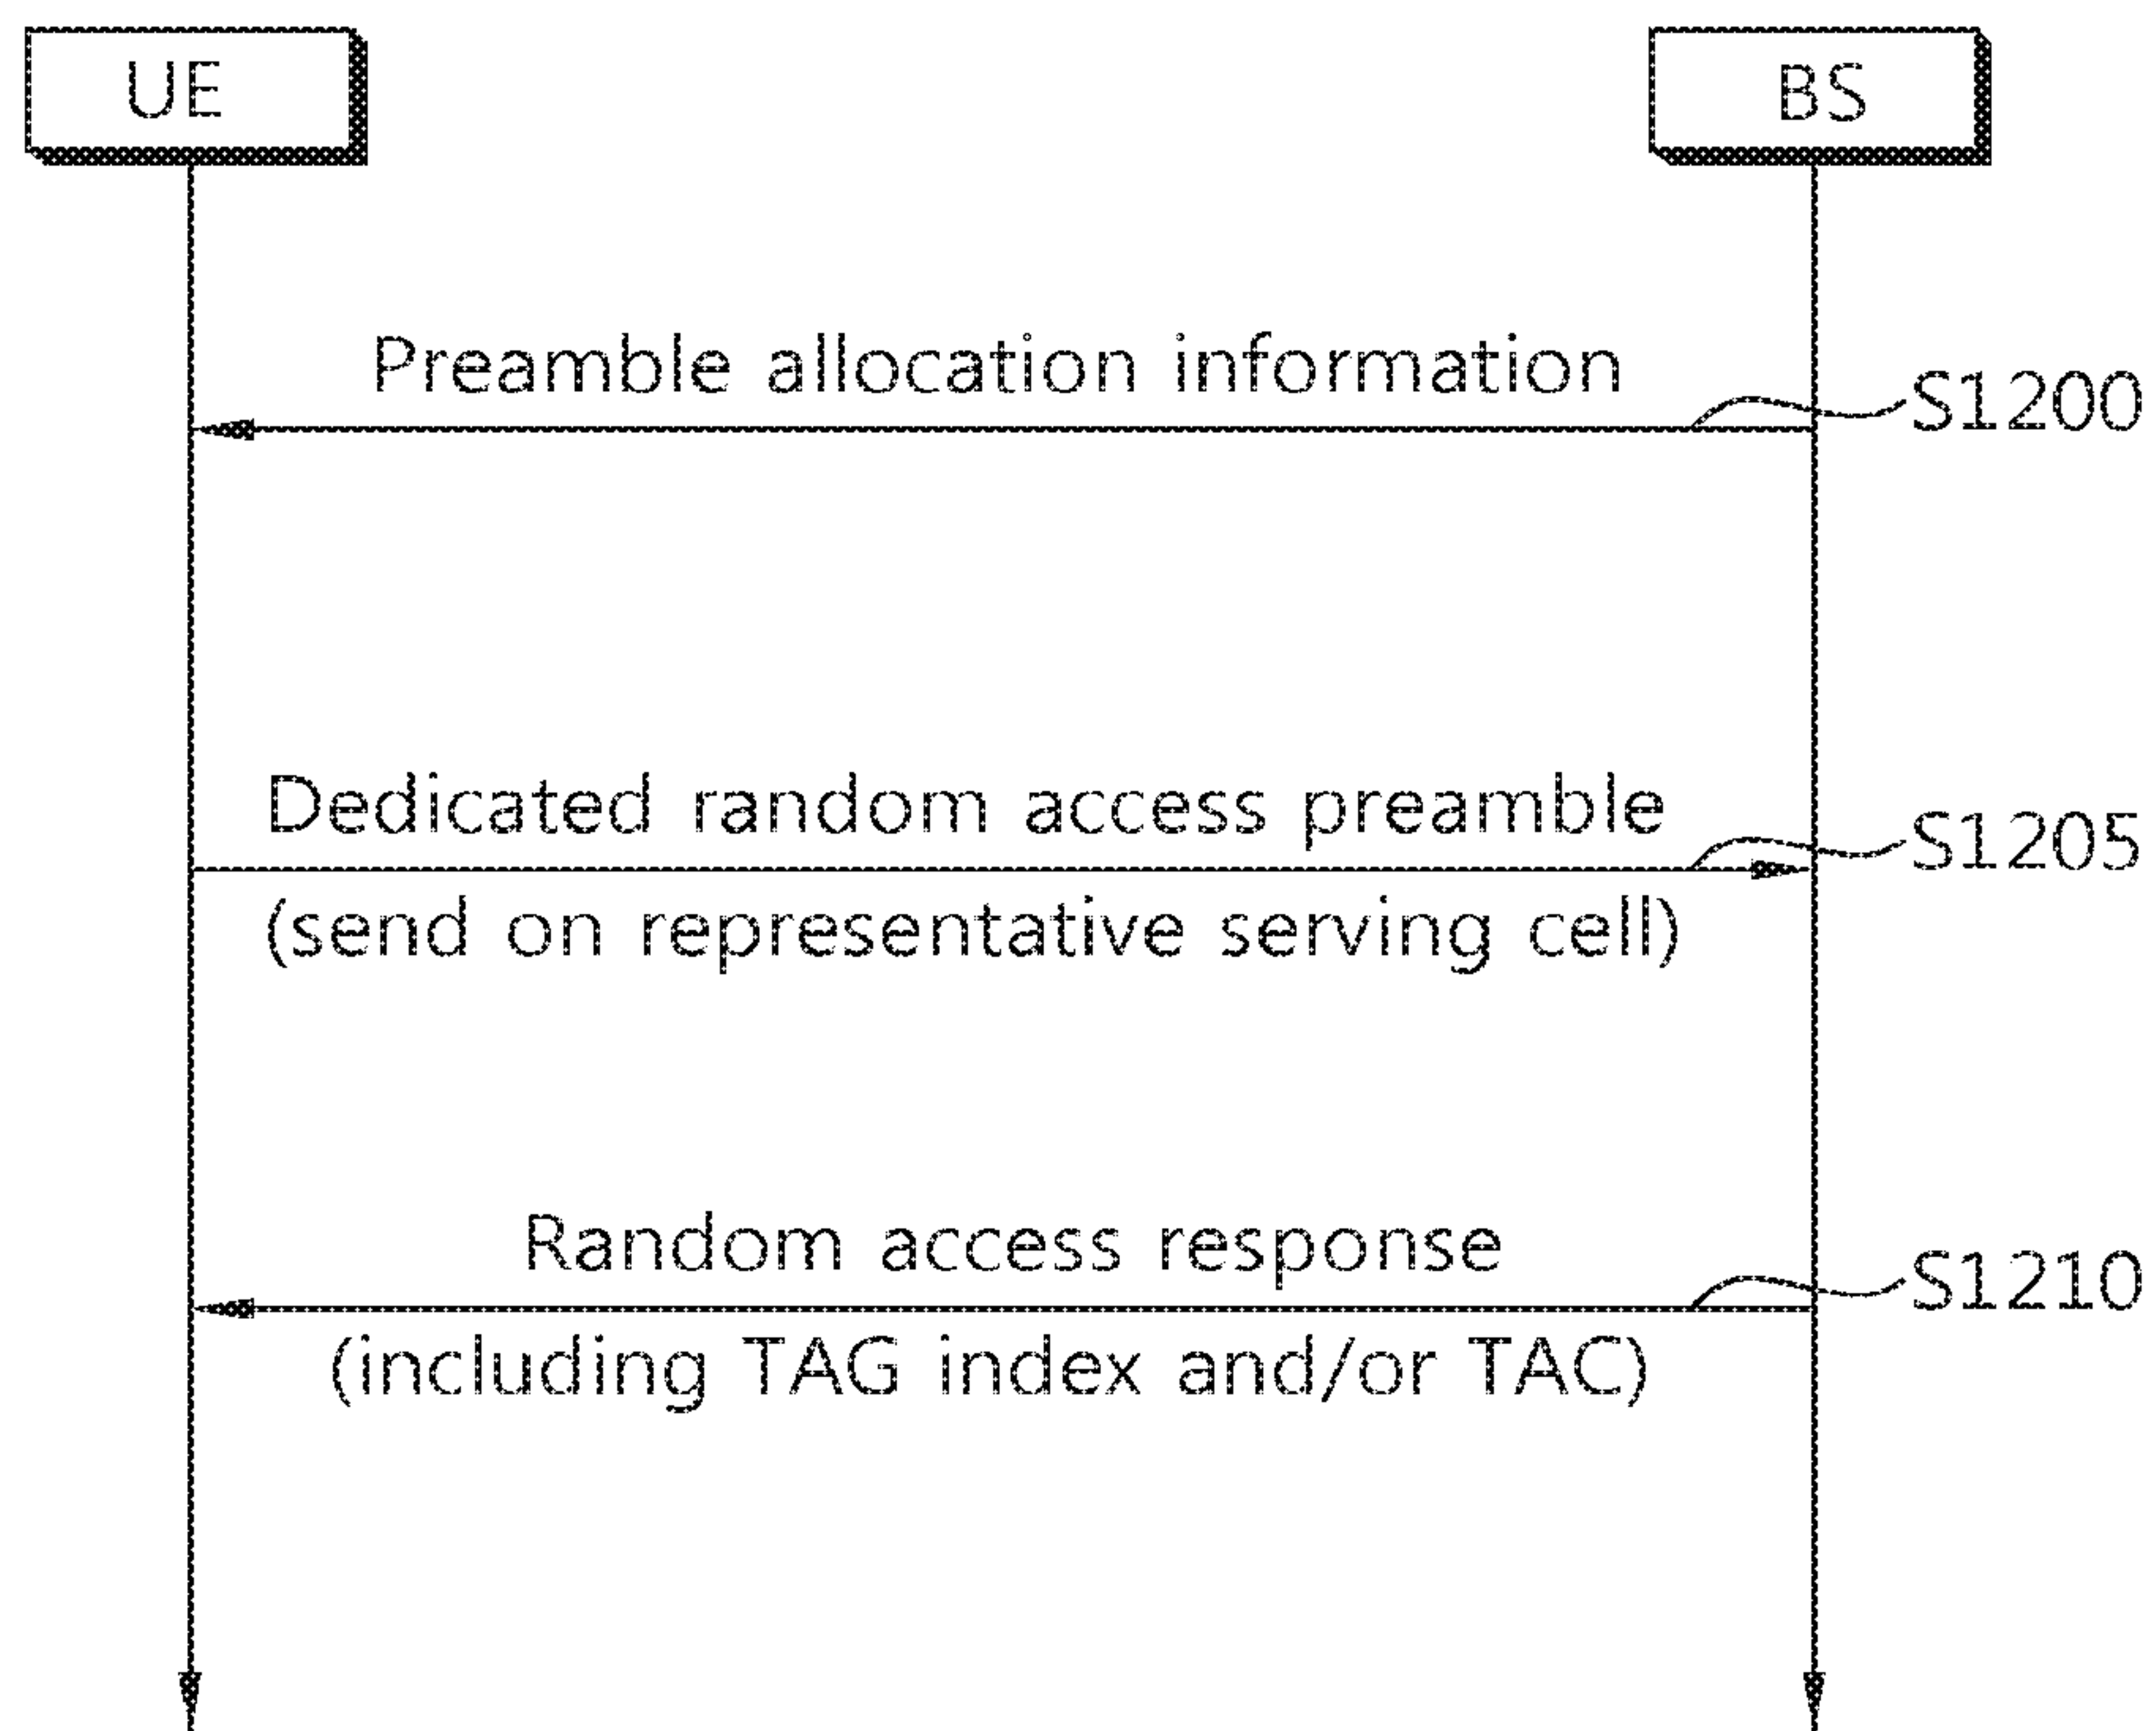 UE
BS
Preamble allocation information
S1200
Dedicated random access preamble
S1205
(send on representative serving cell)
Random access response
S1210
(including TAG index and/or TAC)